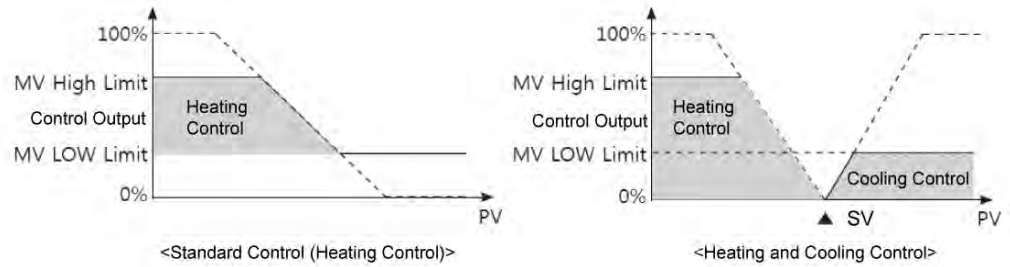 100%
MV High Limit
Control Output
MV LOW Limit
0%
Heating
Control
PV
<Standard Control (Heating Control)>
100%
MV High Limit
Control Output
MV LOW Limit
0%
Heating
Control
Cooling Control
▲ SV
PV
<Heating and Cooling Control>